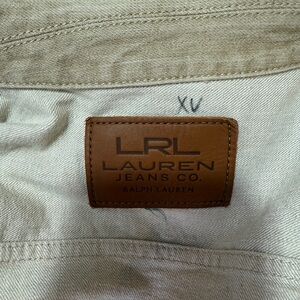 XV
LRL
LAUREN
JEANS CO.
RALPH LAUREN